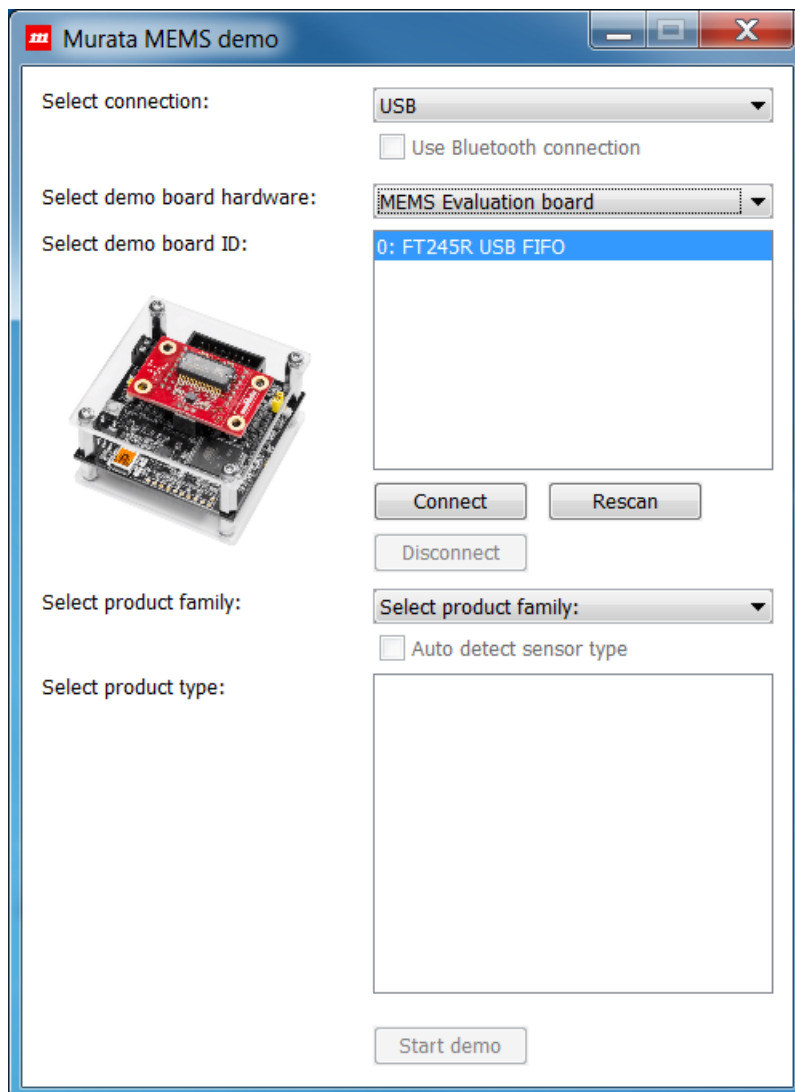 Murata MEMS demo
Select connection:
USB
Use Bluetooth connection
Select demo board hardware:
MEMS Evaluation board
Select demo board ID:
0: FT245R USB FIFO
Connect
Rescan
Disconnect
Select product family:
Select product family:
Auto detect sensor type
Select product type:
Start demo